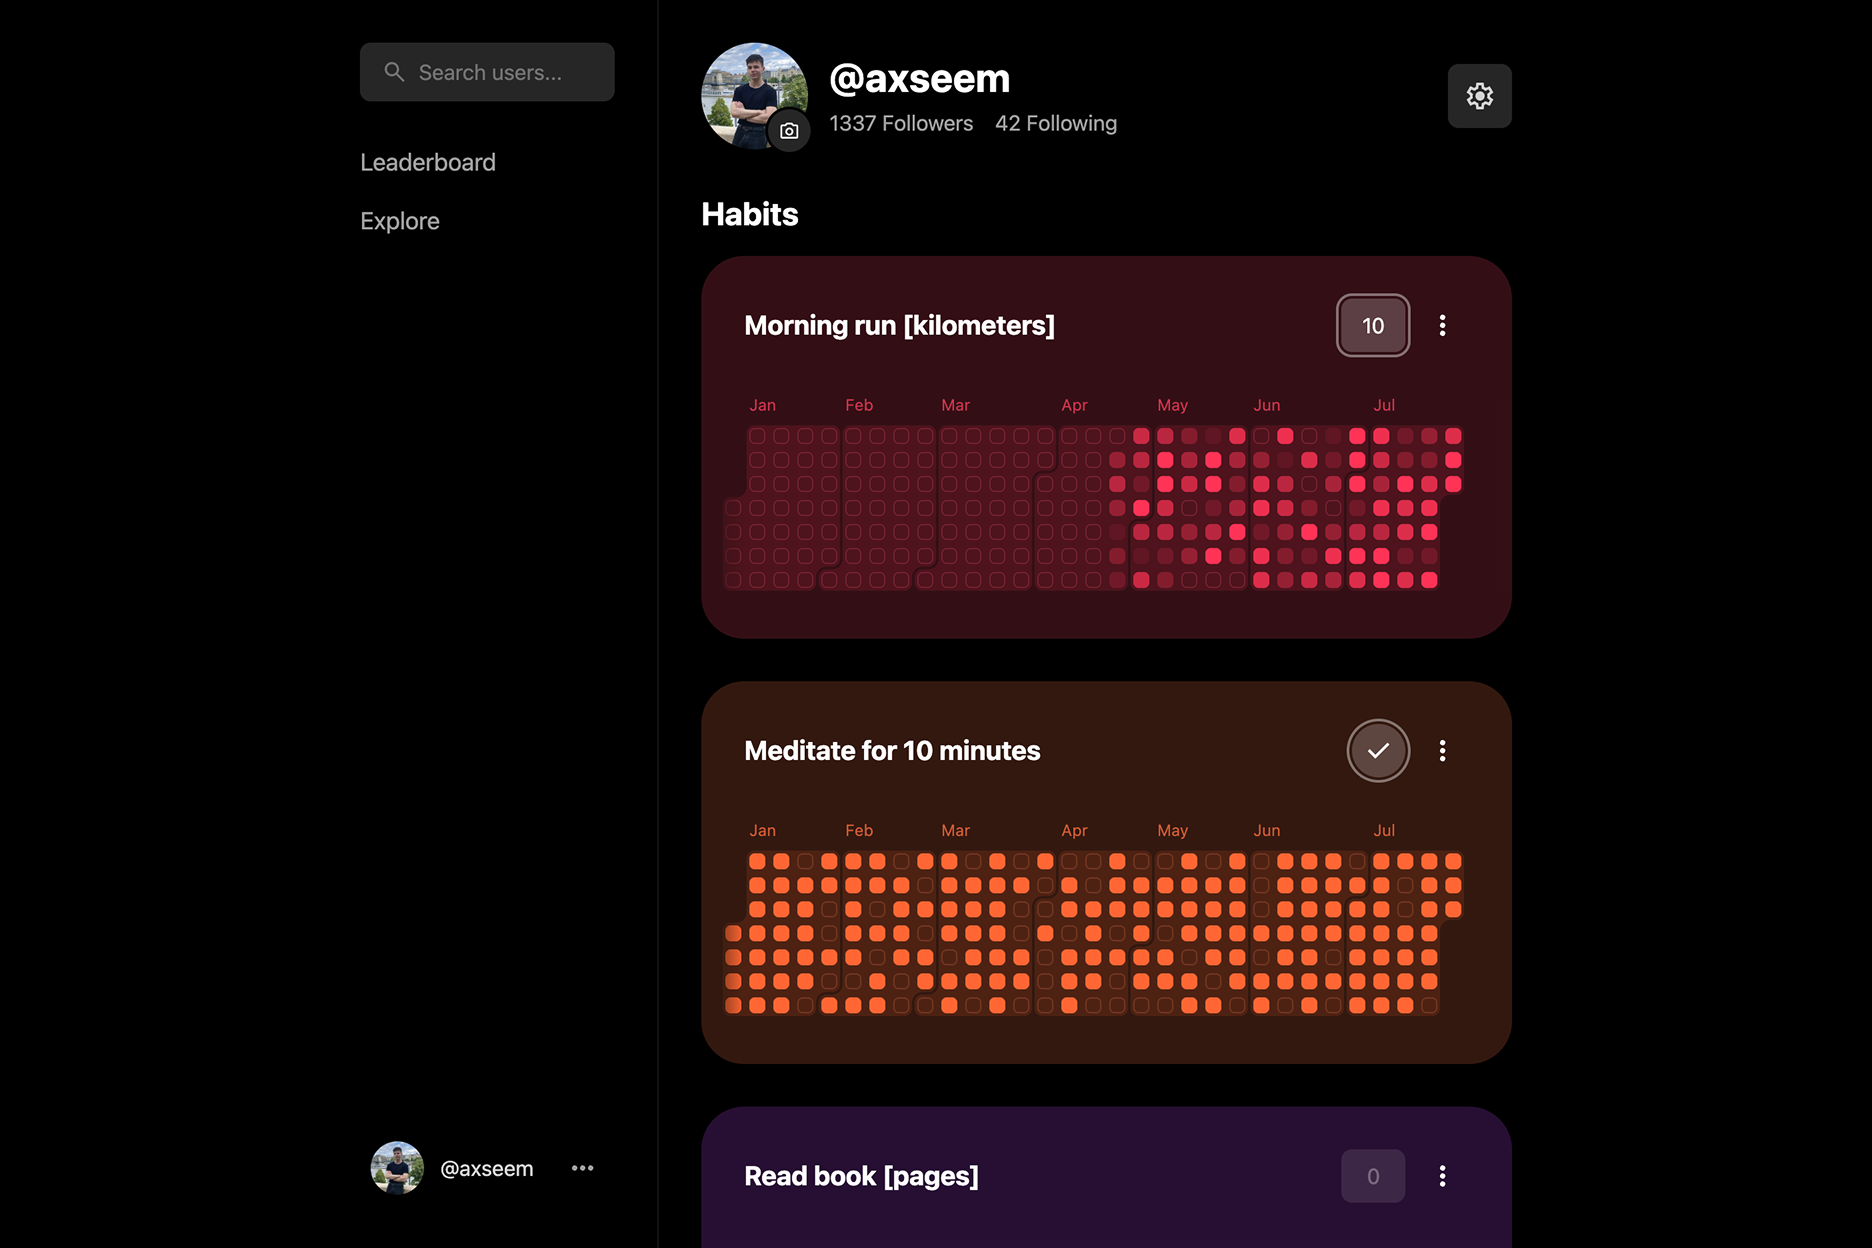 Search users...
Leaderboard
Explore
@axseem
@axseem
1337 Followers 42 Following
Habits
Morning run [kilometers]
10
Jan Feb Mar Apr May Jun Jul
Meditate for 10 minutes
Jan Feb Mar Apr May Jun Jul
Read book [pages]
0